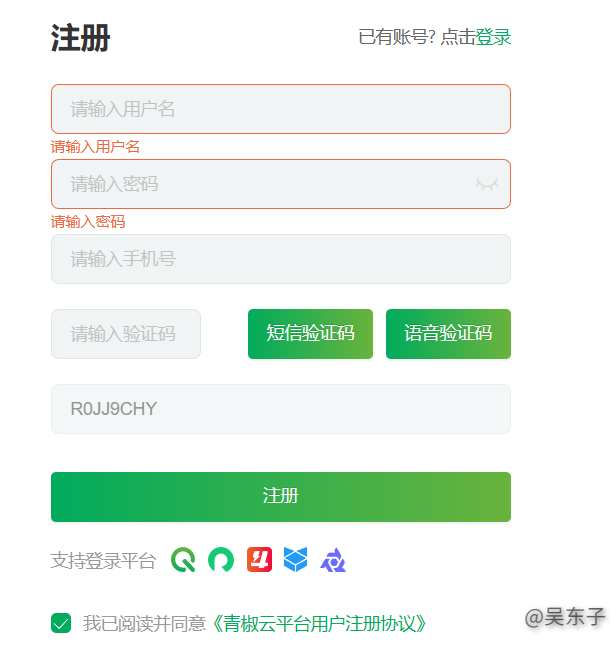 注册
已有账号? 点击登录
请输入用户名
请输入用户名
请输入密码
请输入密码
请输入手机号
请输入验证码 短信验证码 语音验证码
R0JJ9CHY
注册
支持登录平台
我已阅读并同意《青椒云平台用户注册协议》
@吴东子